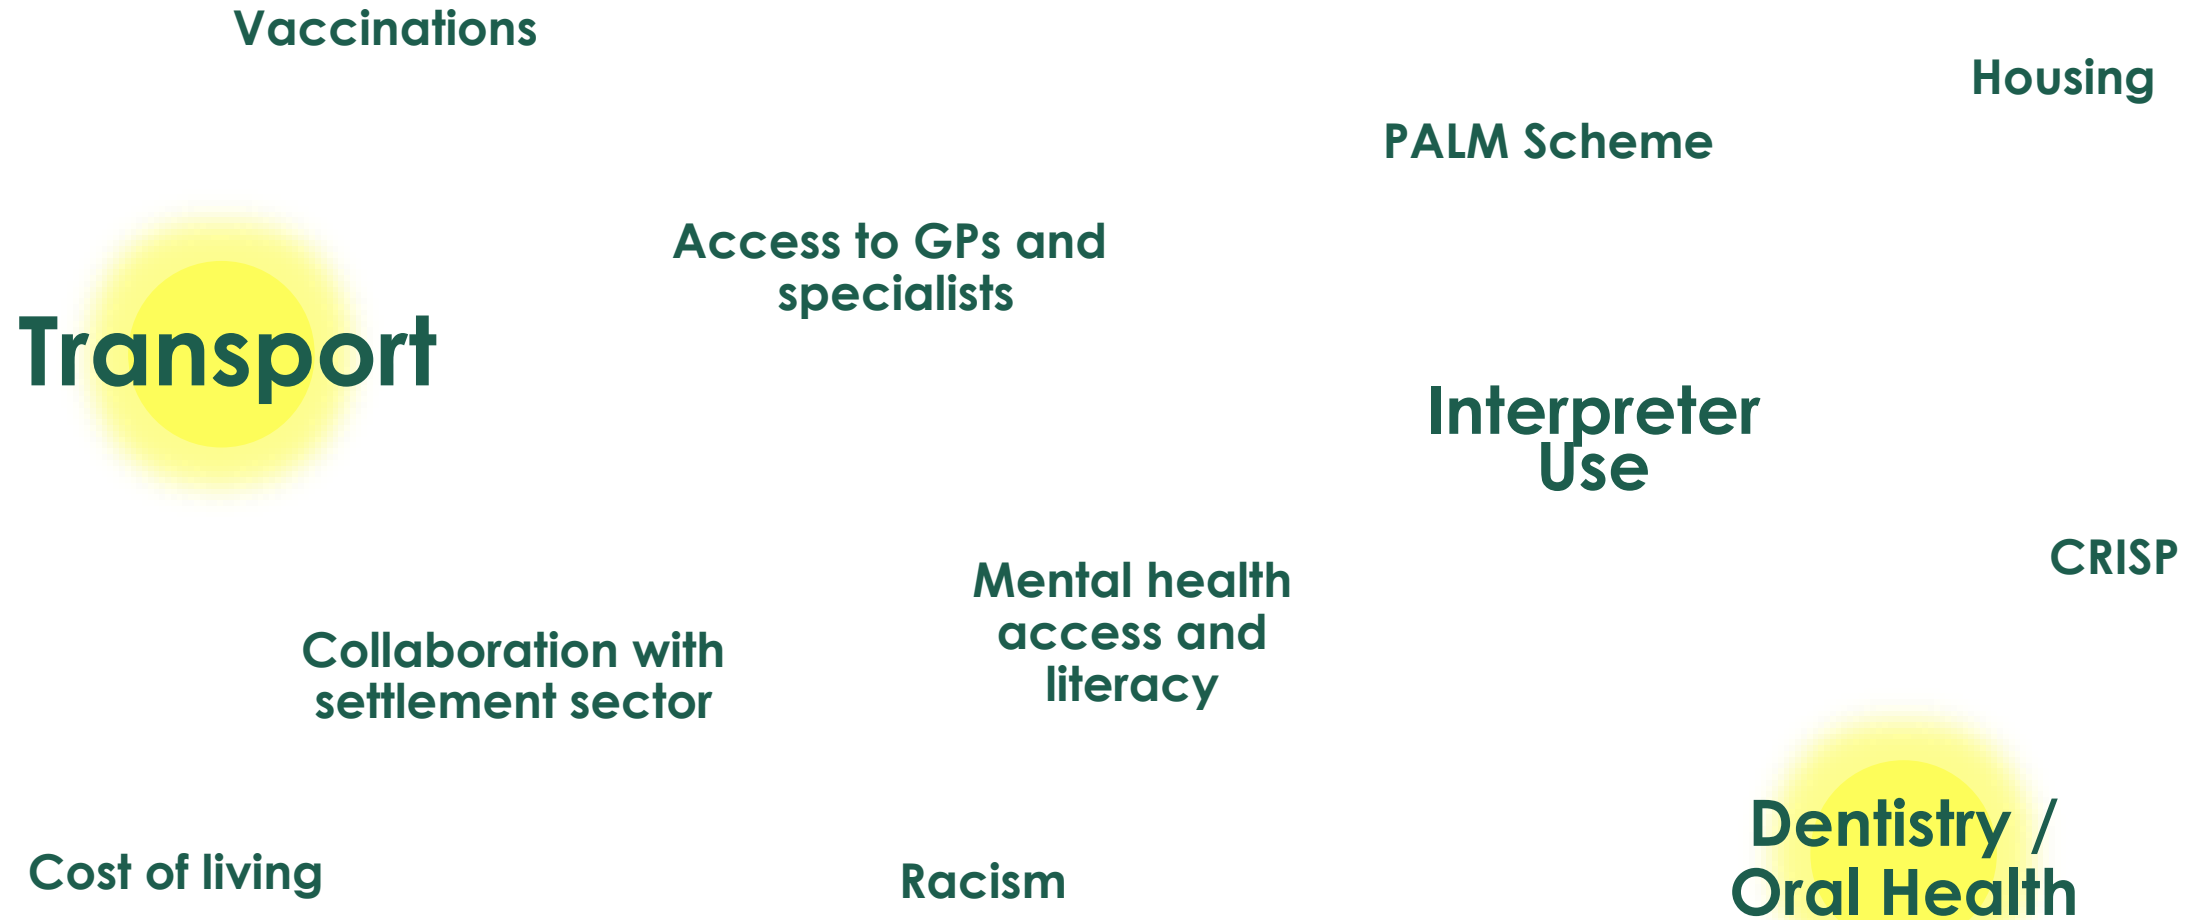 Vaccinations
Housing
PALM Scheme
Access to GPs and
specialists
Transport
Interpreter
Use
CRISP
Mental health
access and
literacy
Collaboration with
settlement sector
Dentistry /
Oral Health
Cost of living
Racism